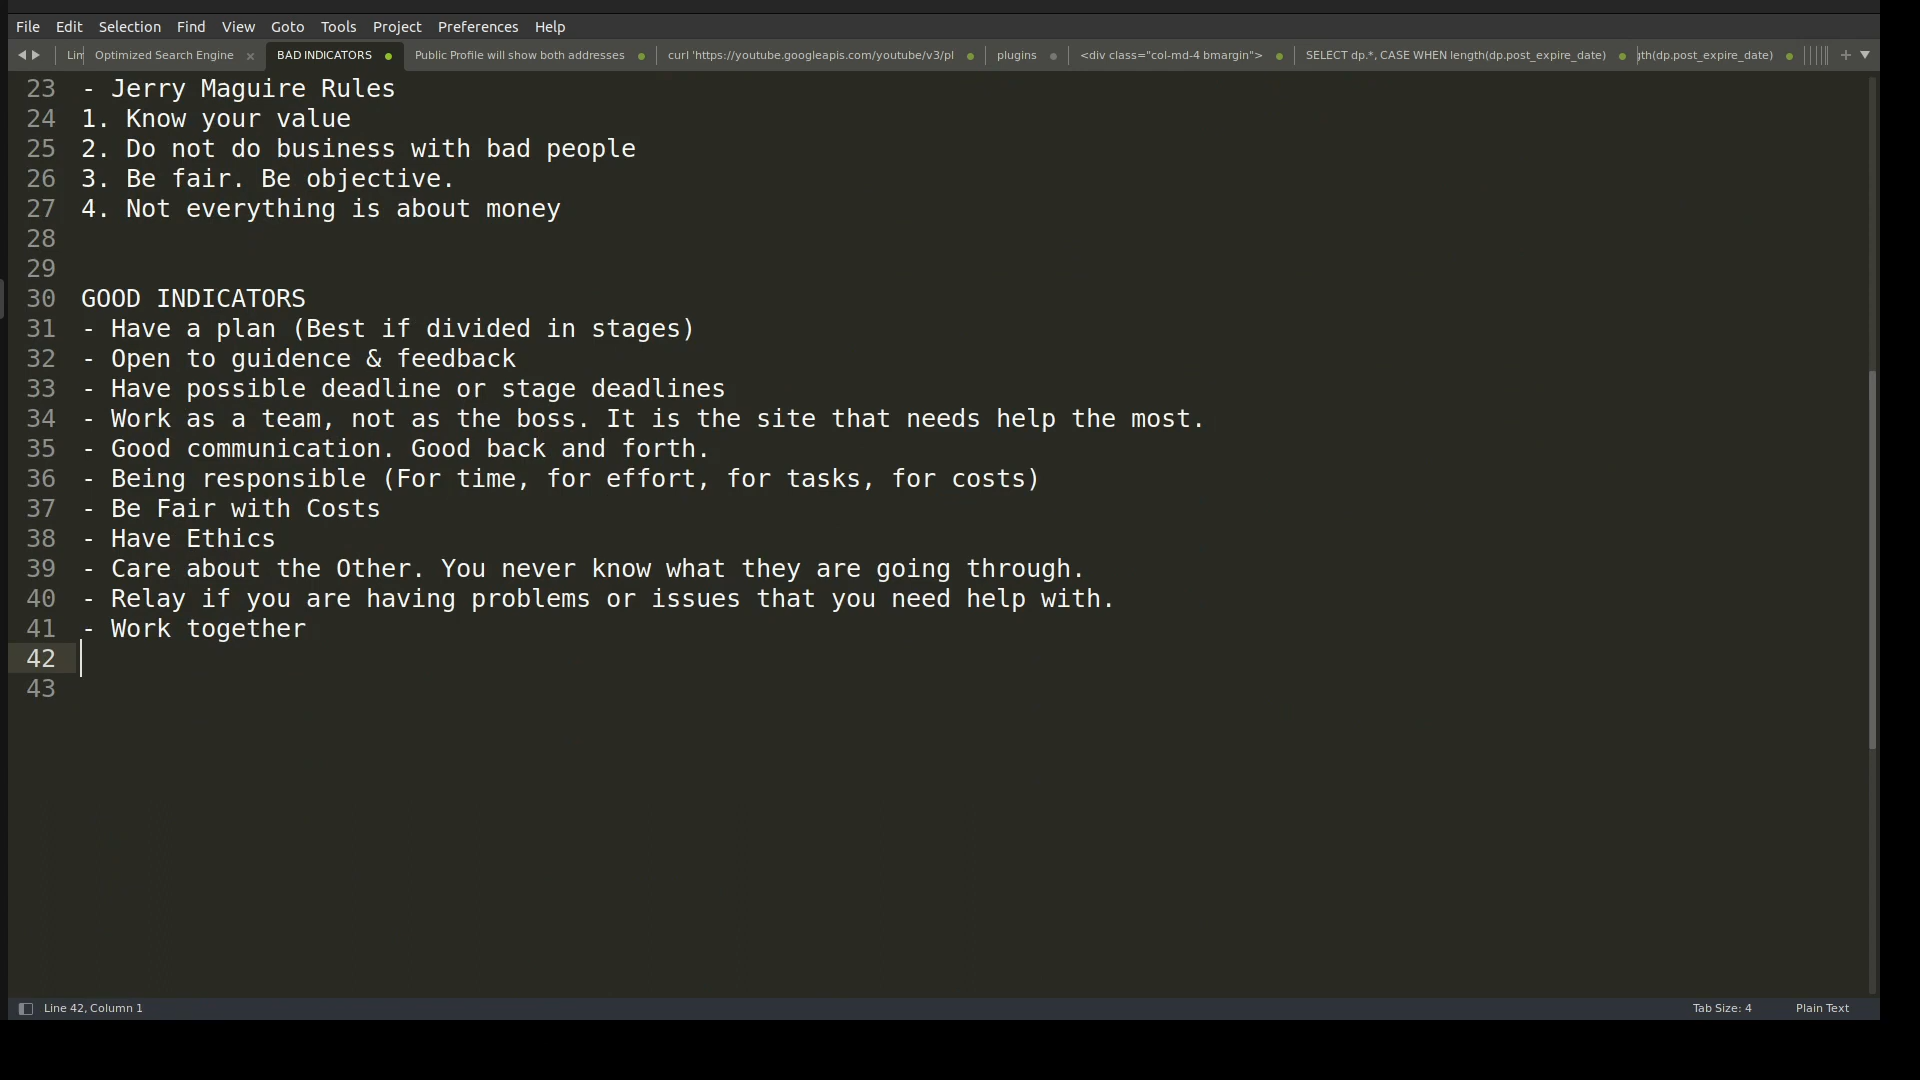 File Edit Selection Find View Goto Tools Project Preferences Help
Optimized Search Engine BAD INDICATORS Public Profile will show both addresses curl 'https://youtube.googleapis.com/youtube/v3/pl plugins <div class="col-md-4 bmargin"> SELECT dp.*, CASE WHEN length(dp.post_expire_date) gth(dp.post_expire_date)
23 - Jerry Maguire Rules
24 1. Know your value
25 2. Do not do business with bad people
26 3. Be fair. Be objective.
27 4. Not everything is about money
28
29
30 GOOD INDICATORS
31 - Have a plan (Best if divided in stages)
32 - Open to guidence & feedback
33 - Have possible deadline or stage deadlines
34 - Work as a team, not as the boss. It is the site that needs help the most.
35 - Good communication. Good back and forth.
36 - Being responsible (For time, for effort, for tasks, for costs)
37 - Be Fair with Costs
38 - Have Ethics
39 - Care about the Other. You never know what they are going through.
40 - Relay if you are having problems or issues that you need help with.
41 - Work together
42
43
Line 42, Column 1 Tab Size: 4 Plain Text